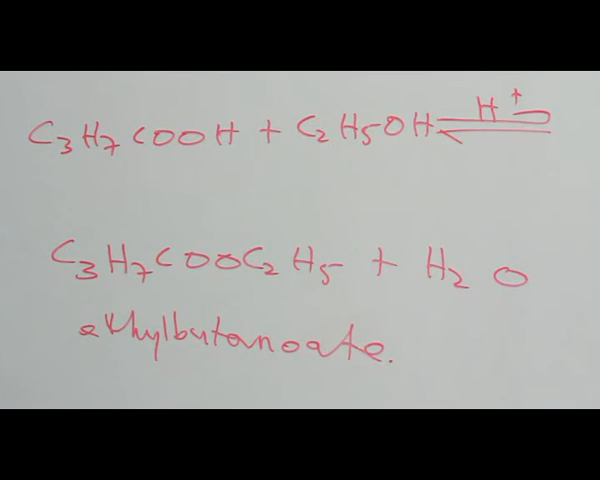 C3H7COOH + C2H5OH ⇌ H+
C3H7COOC2H5 + H2O
ethylbutanoate.